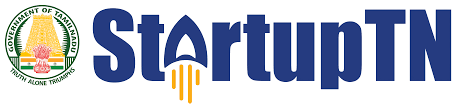 GOVERNMENT OF TAMILNADU
TRUTH ALONE TRIUMPHS
StartupTN